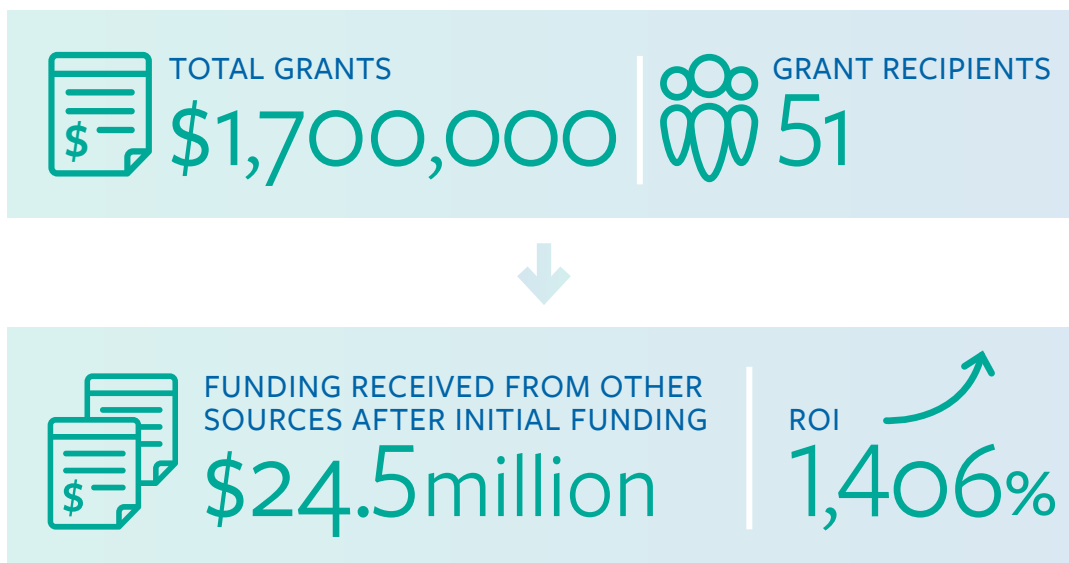 TOTAL GRANTS
$1,700,000
$
GRANT RECIPIENTS
51
FUNDING RECEIVED FROM OTHER
SOURCES AFTER INITIAL FUNDING
$24.5million
$
ROI
1,406%